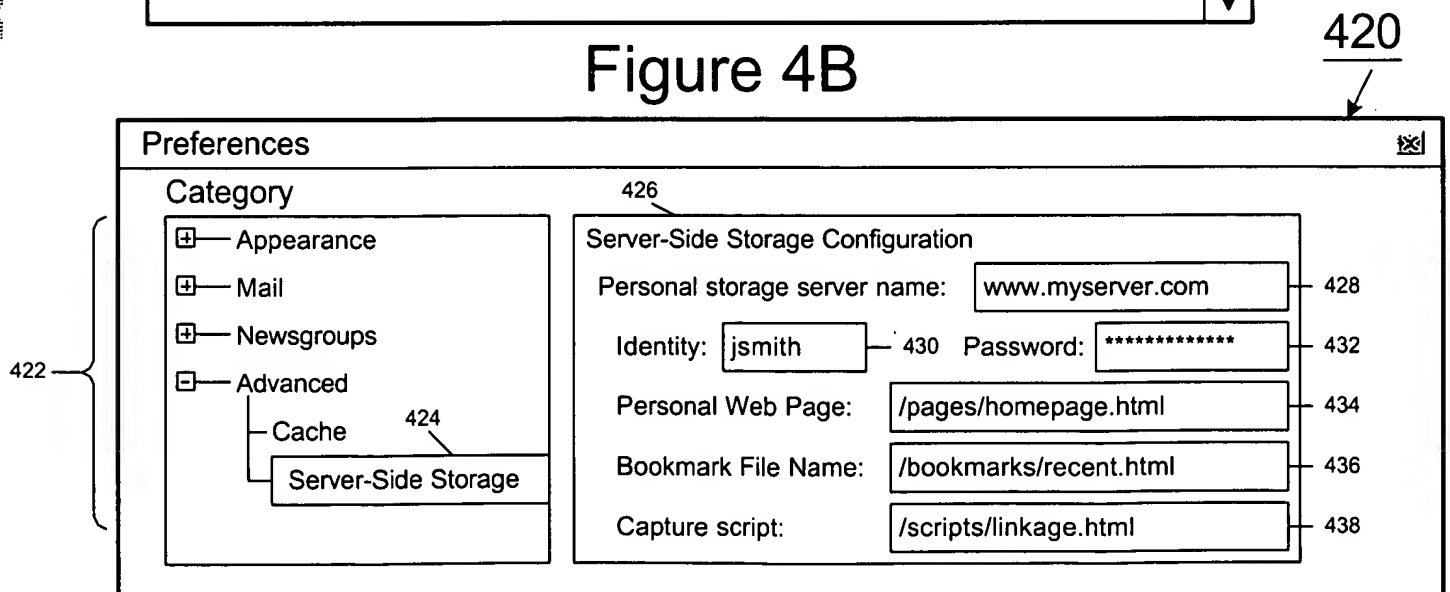 420
Figure 4B
Preferences
Category
426
Appearance
Server-Side Storage Configuration
Mail
Personal storage server name: www.myserver.com 428
Newsgroups
Identity: jsmith 430 Password: ************* 432
422
Advanced
Personal Web Page: /pages/homepage.html 434
Cache 424
Bookmark File Name: /bookmarks/recent.html 436
Server-Side Storage
Capture script: /scripts/linkage.html 438